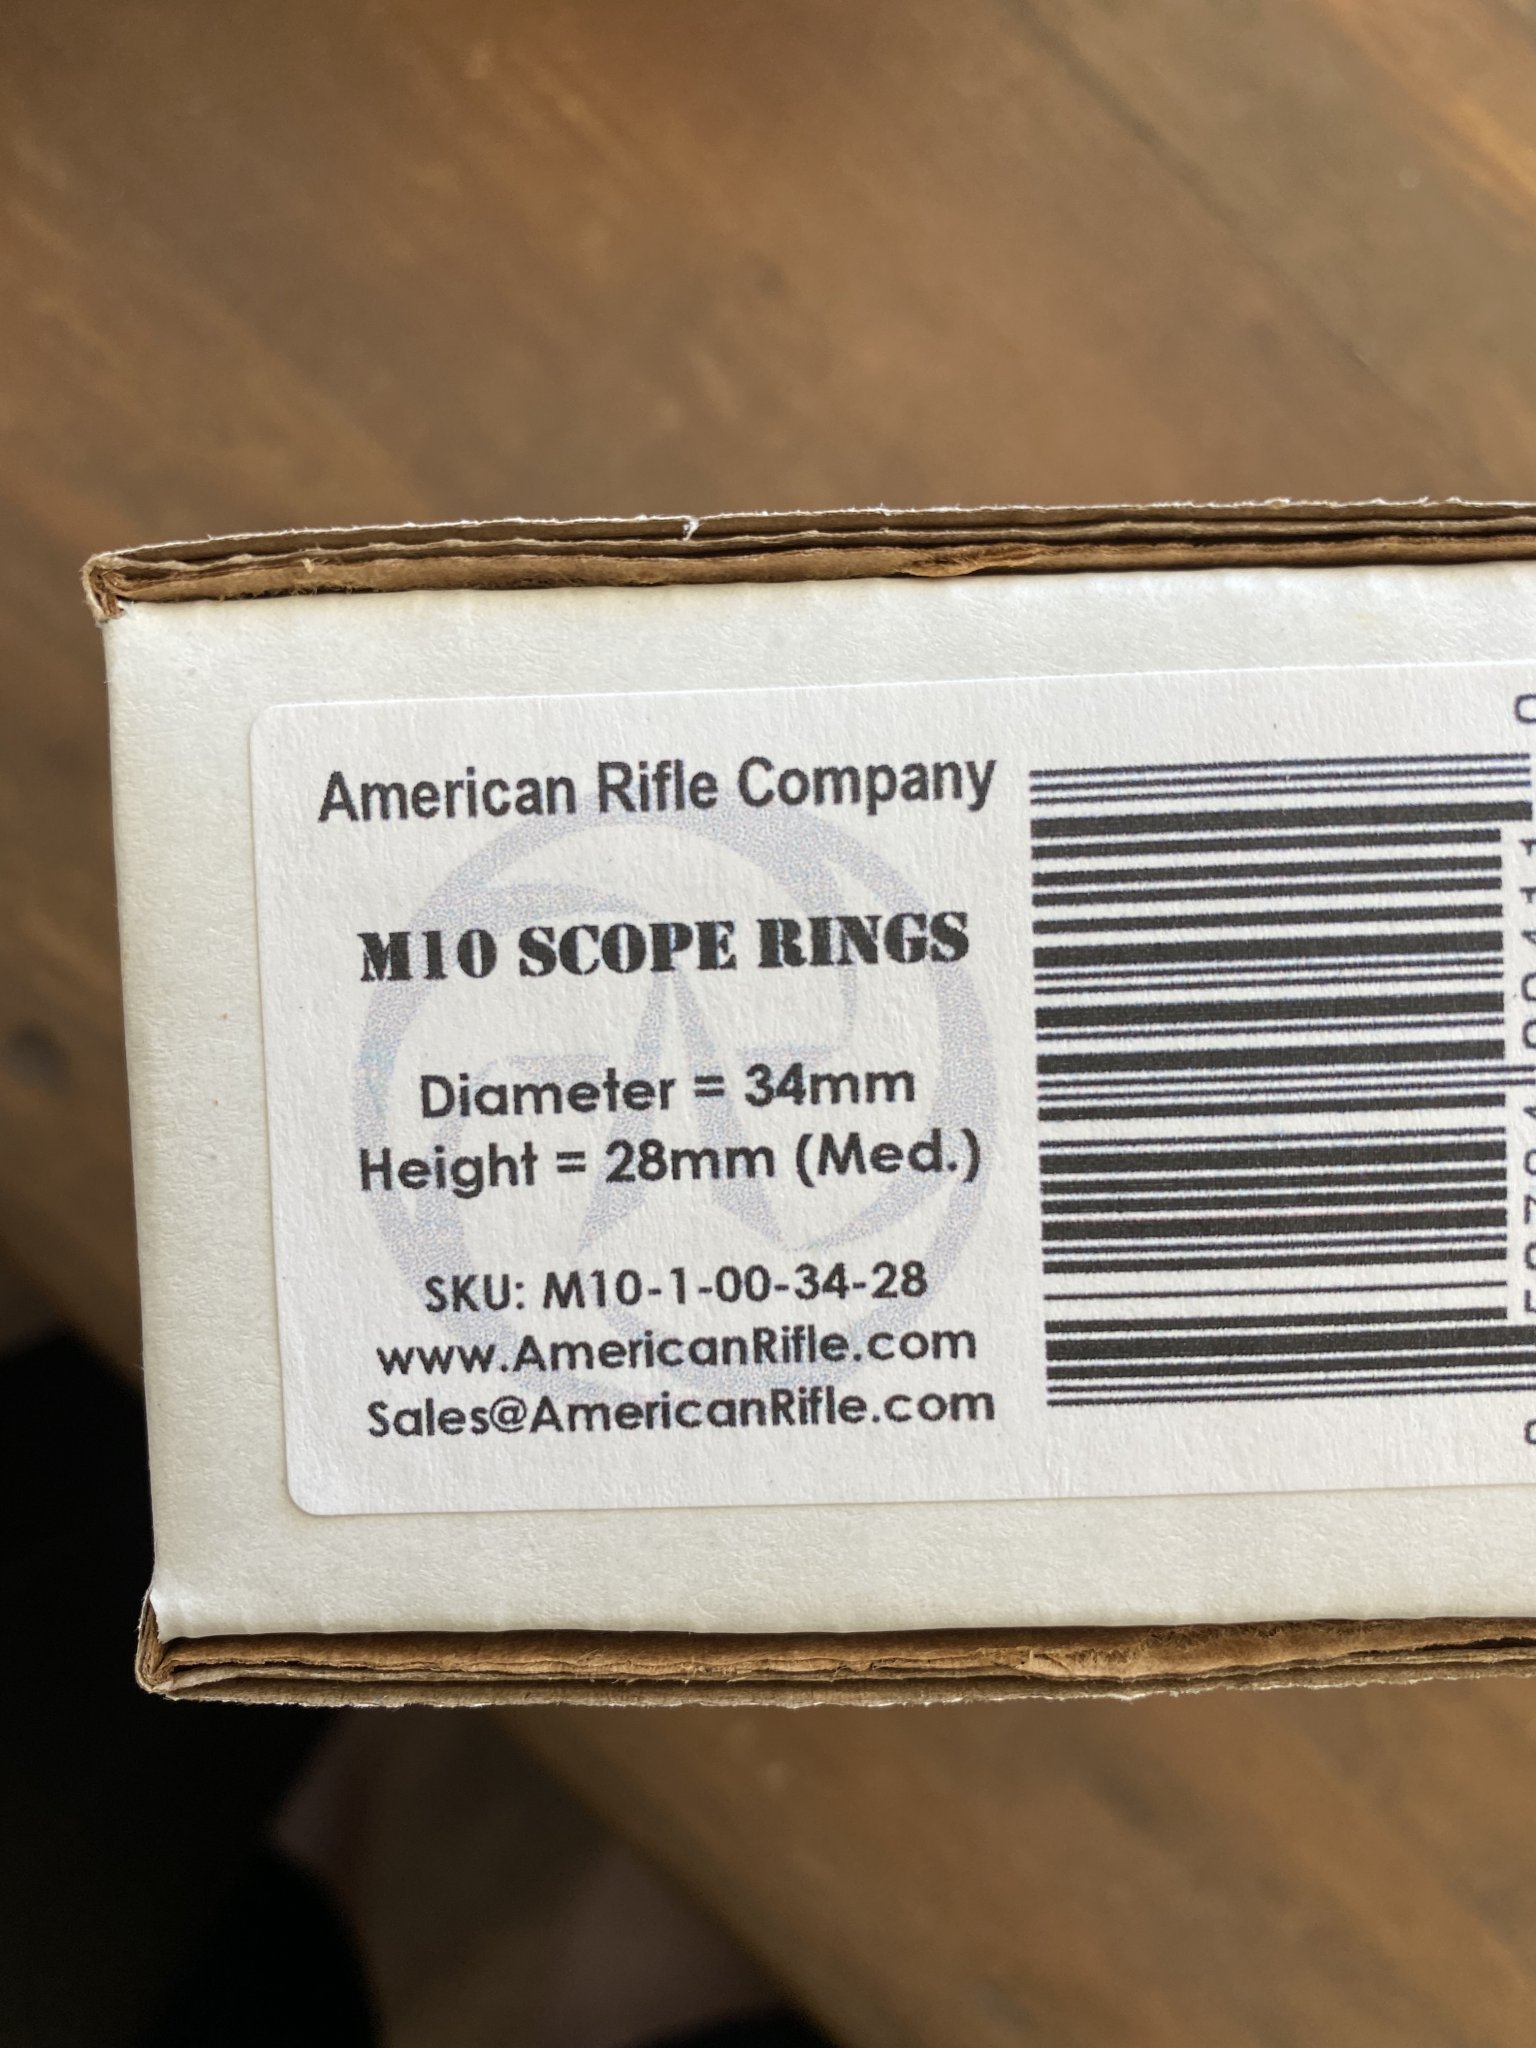 American Rifle Company
M10 SCOPE RINGS
Diameter = 34mm
Height = 28mm (Med.)
SKU: M10-1-00-34-28
www.AmericanRifle.com
Sales@AmericanRifle.com